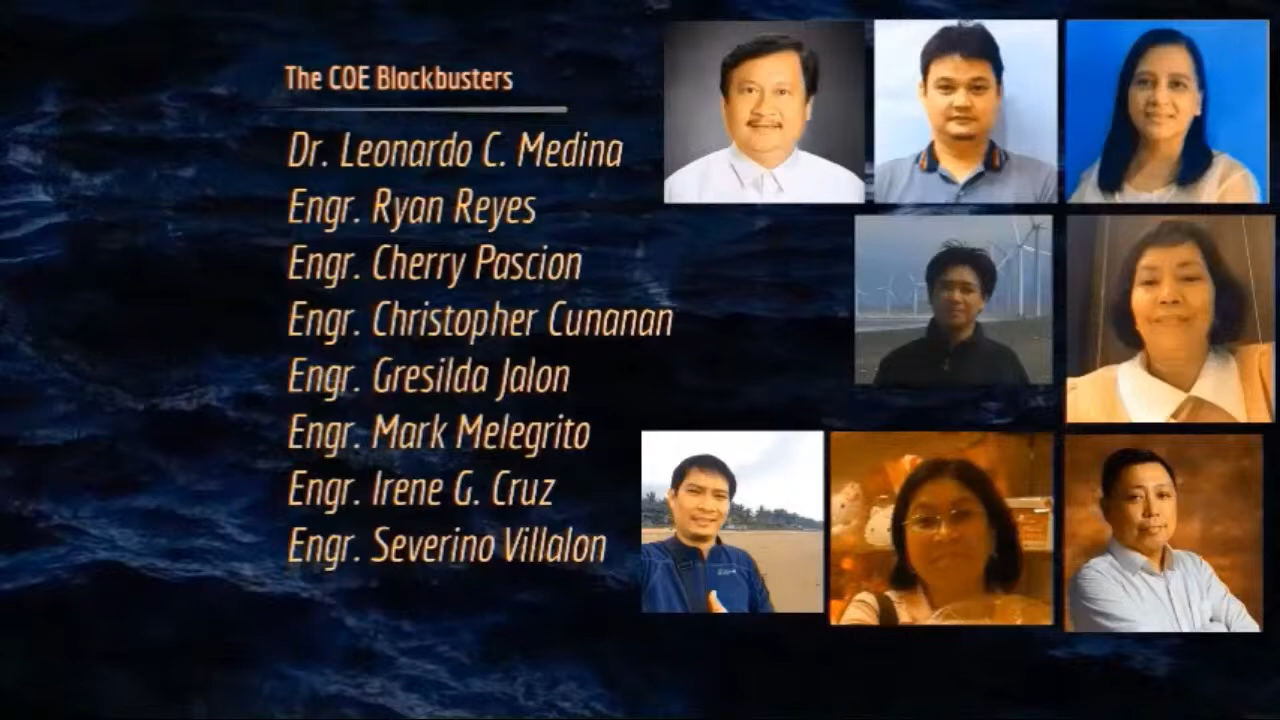 The COE Blockbusters
Dr. Leonardo C. Medina
Engr. Ryan Reyes
Engr. Cherry Pascion
Engr. Christopher Cunanan
Engr. Gresilda Jalon
Engr. Mark Melegrito
Engr. Irene G. Cruz
Engr. Severino Villalon